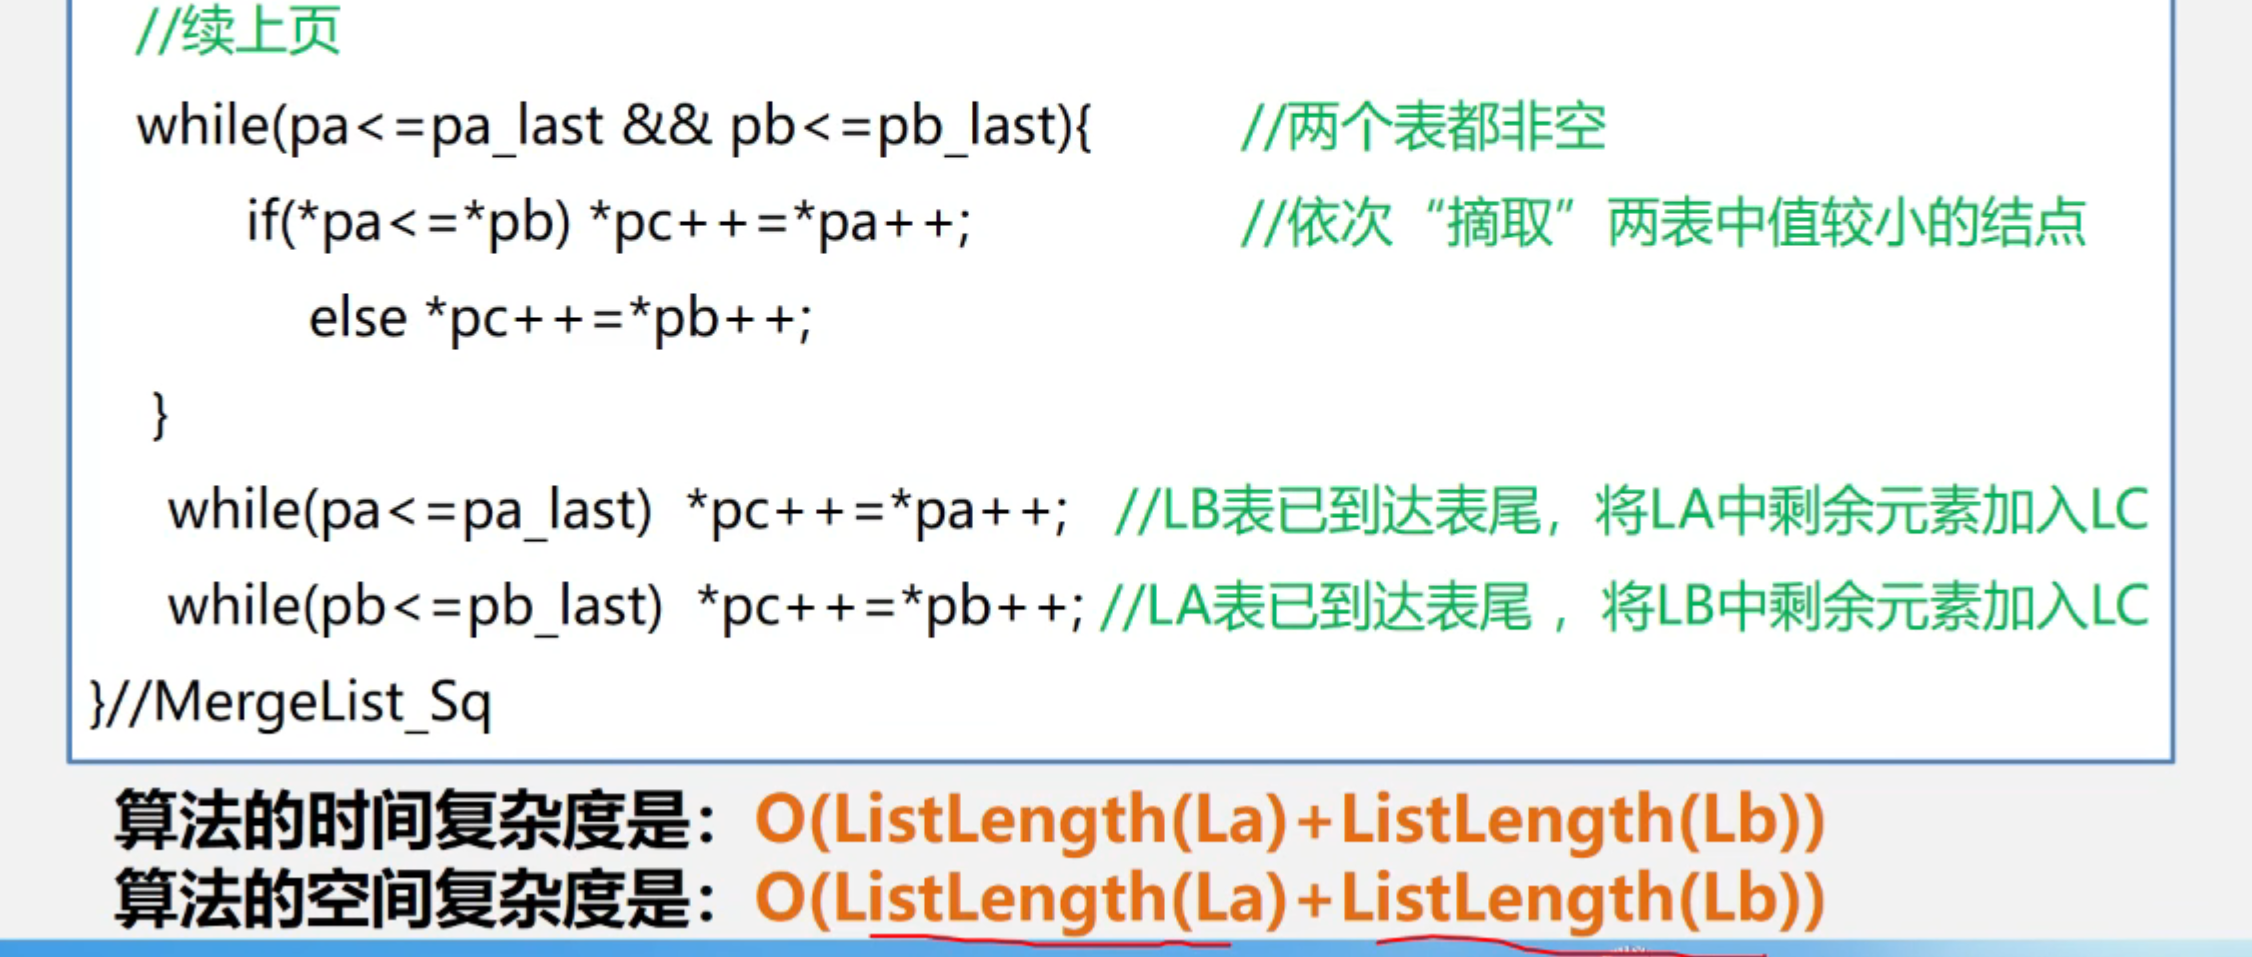 //续上页
while(pa<=pa_last && pb<=pb_last){ //两个表都非空
if(*pa<=*pb) *pc++=*pa++; //依次“摘取”两表中值较小的结点
else *pc++=*pb++;
}
while(pa<=pa_last) *pc++=*pa++; //LB表已到达表尾，将LA中剩余元素加入LC
while(pb<=pb_last) *pc++=*pb++; //LA表已到达表尾，将LB中剩余元素加入LC
}//MergeList_Sq
算法的时间复杂度是：O(ListLength(La)+ListLength(Lb))
算法的空间复杂度是：O(ListLength(La)+ListLength(Lb))